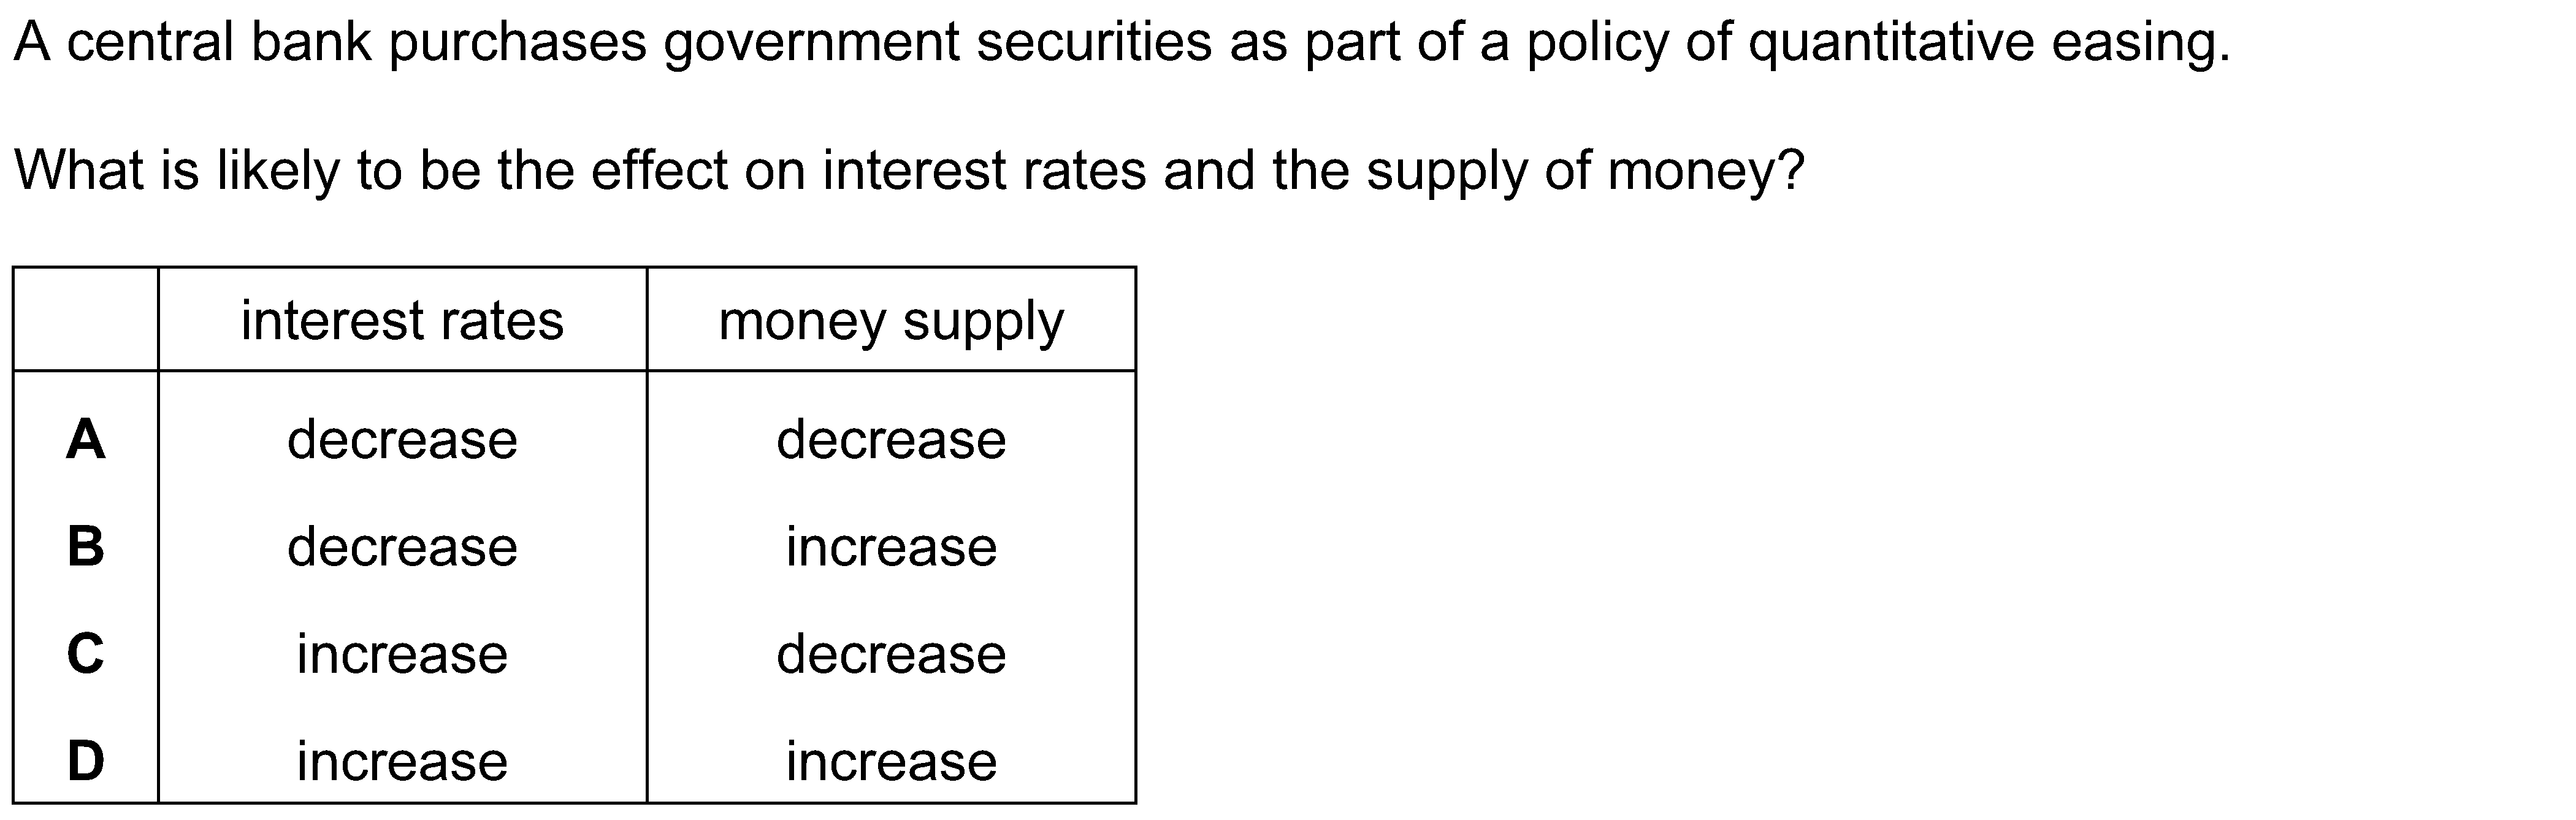 A central bank purchases government securities as part of a policy of quantitative easing.
What is likely to be the effect on interest rates and the supply of money?
interest rates money supply
A decrease decrease
B decrease increase
C increase decrease
D increase increase